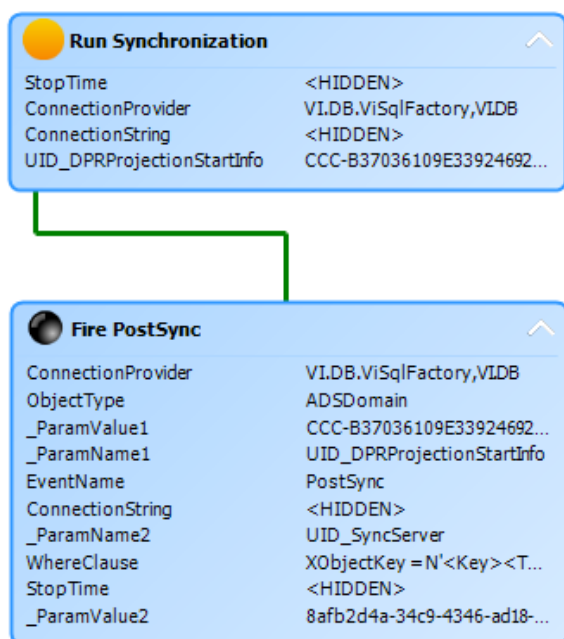 Run Synchronization
StopTime <HIDDEN>
ConnectionProvider VI.DB.ViSqlFactory,VI.DB
ConnectionString <HIDDEN>
UID_DPRProjectionStartInfo CCC-B37036109E33924692...
Fire PostSync
ConnectionProvider VI.DB.ViSqlFactory,VI.DB
ObjectType ADSDomain
_ParamValue1 CCC-B37036109E33924692...
_ParamName1 UID_DPRProjectionStartInfo
EventName PostSync
ConnectionString <HIDDEN>
_ParamName2 UID_SyncServer
WhereClause XObjectKey = N'<Key><T...
StopTime <HIDDEN>
_ParamValue2 8afb2d4a-34c9-4346-ad18-...